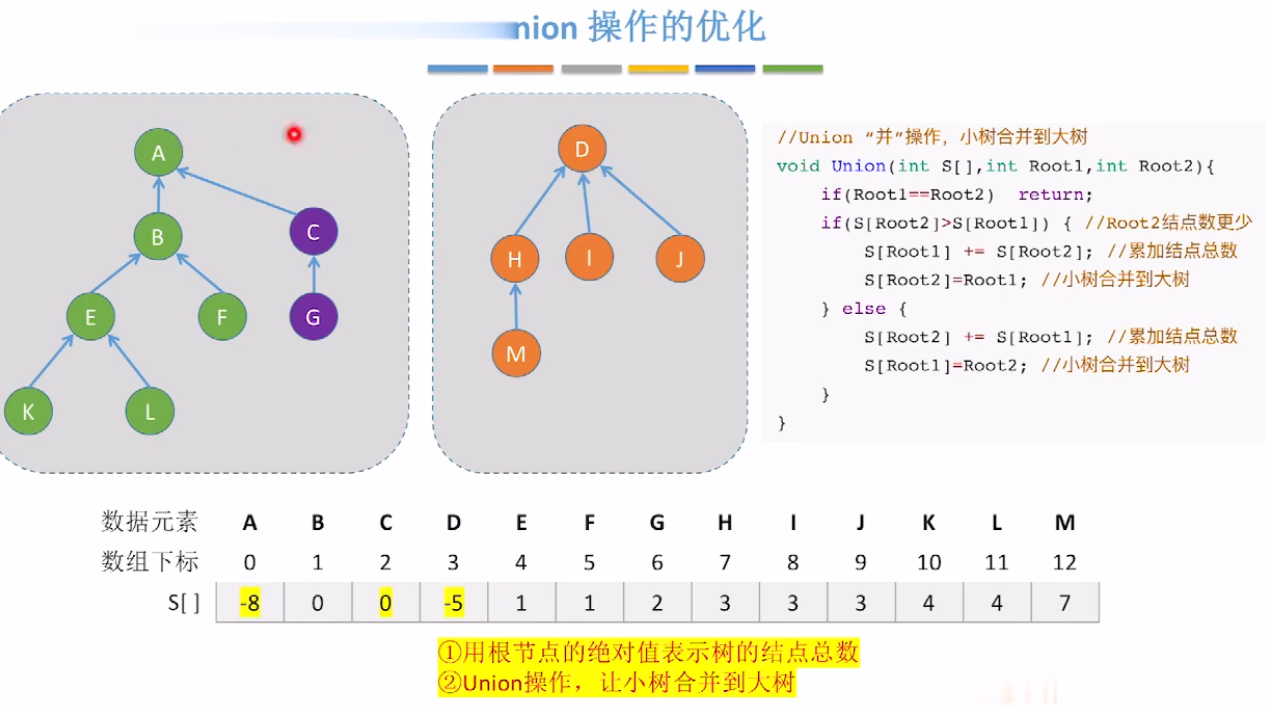 nion 操作的优化
A
B
C
E
F
G
K
L
D
H
I
J
M
//Union “并”操作，小树合并到大树
void Union(int S[],int Root1,int Root2){
if(Root1==Root2) return;
if(S[Root2]>S[Root1]) { //Root2结点数更少
S[Root1] += S[Root2]; //累加结点总数
S[Root2]=Root1; //小树合并到大树
} else {
S[Root2] += S[Root1]; //累加结点总数
S[Root1]=Root2; //小树合并到大树
}
}
数据元素 A B C D E F G H I J K L M
数组下标 0 1 2 3 4 5 6 7 8 9 10 11 12
S[ ] -8 0 0 -5 1 1 2 3 3 3 4 4 7
①用根节点的绝对值表示树的结点总数
②Union操作，让小树合并到大树